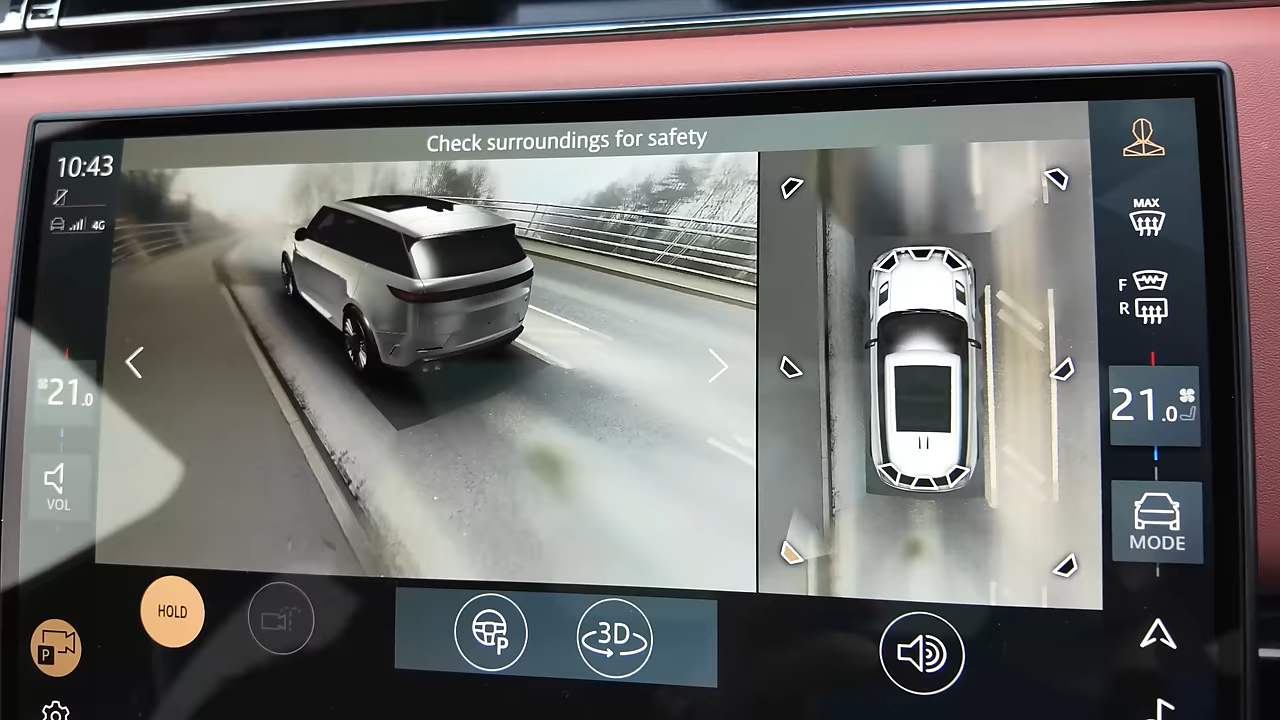 Check surroundings for safety
10:43
4G
MAX
F
R
21.0
21.0
VOL
MODE
HOLD
P
3D
P